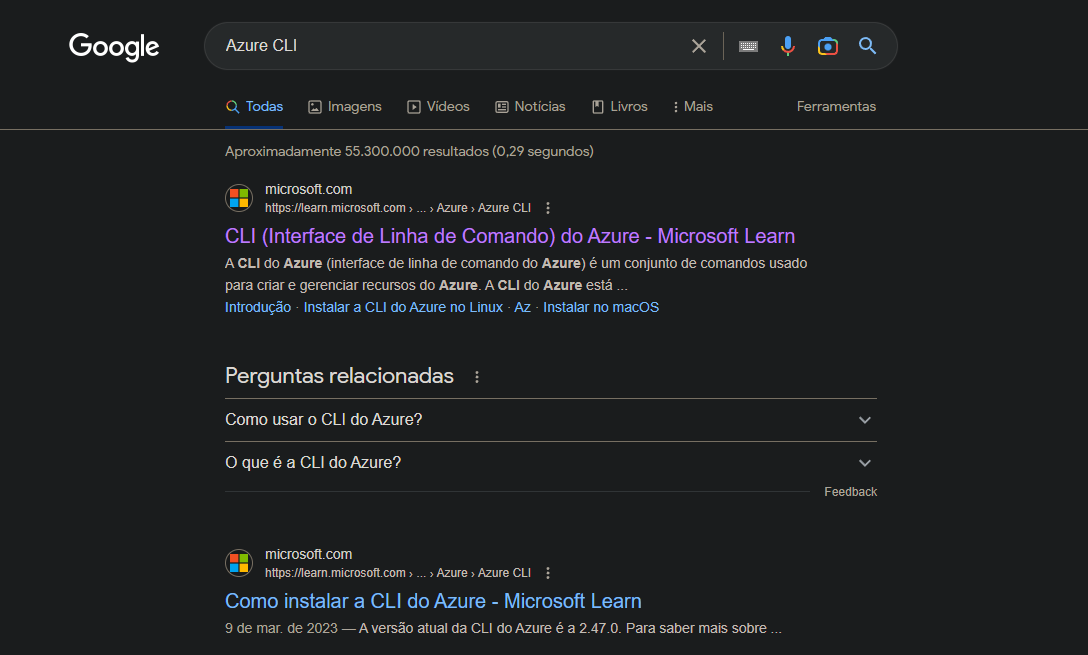 Google
Azure CLI
Todas Imagens Vídeos Notícias Livros Mais Ferramentas
Aproximadamente 55.300.000 resultados (0,29 segundos)
microsoft.com
https://learn.microsoft.com › ... › Azure › Azure CLI
CLI (Interface de Linha de Comando) do Azure - Microsoft Learn
A CLI do Azure (interface de linha de comando do Azure) é um conjunto de comandos usado
para criar e gerenciar recursos do Azure. A CLI do Azure está ...
Introdução · Instalar a CLI do Azure no Linux · Az · Instalar no macOS
Perguntas relacionadas
Como usar o CLI do Azure?
O que é a CLI do Azure?
Feedback
microsoft.com
https://learn.microsoft.com › ... › Azure › Azure CLI
Como instalar a CLI do Azure - Microsoft Learn
9 de mar. de 2023 — A versão atual da CLI do Azure é a 2.47.0. Para saber mais sobre ...